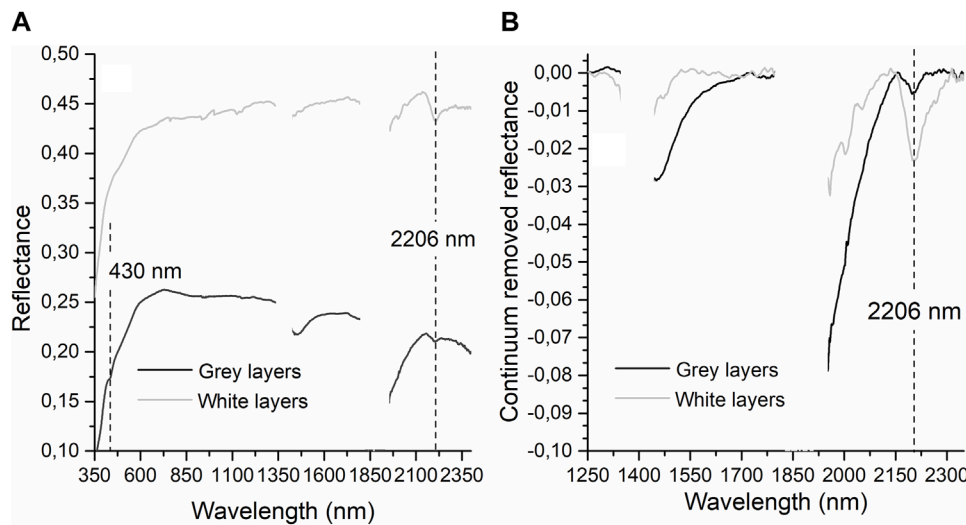 A
0,50
0,45
0,40
0,35
0,30
0,25
0,20
0,15
0,10
Reflectance
430 nm
2206 nm
Grey layers
White layers
350 600 850 1100 1350 1600 1850 2100 2350
Wavelength (nm)
B
0,00
-0,01
-0,02
-0,03
-0,04
-0,05
-0,06
-0,07
-0,08
-0,09
-0,10
Continuum removed reflectance
2206 nm
Grey layers
White layers
1250 1400 1550 1700 1850 2000 2150 2300
Wavelength (nm)